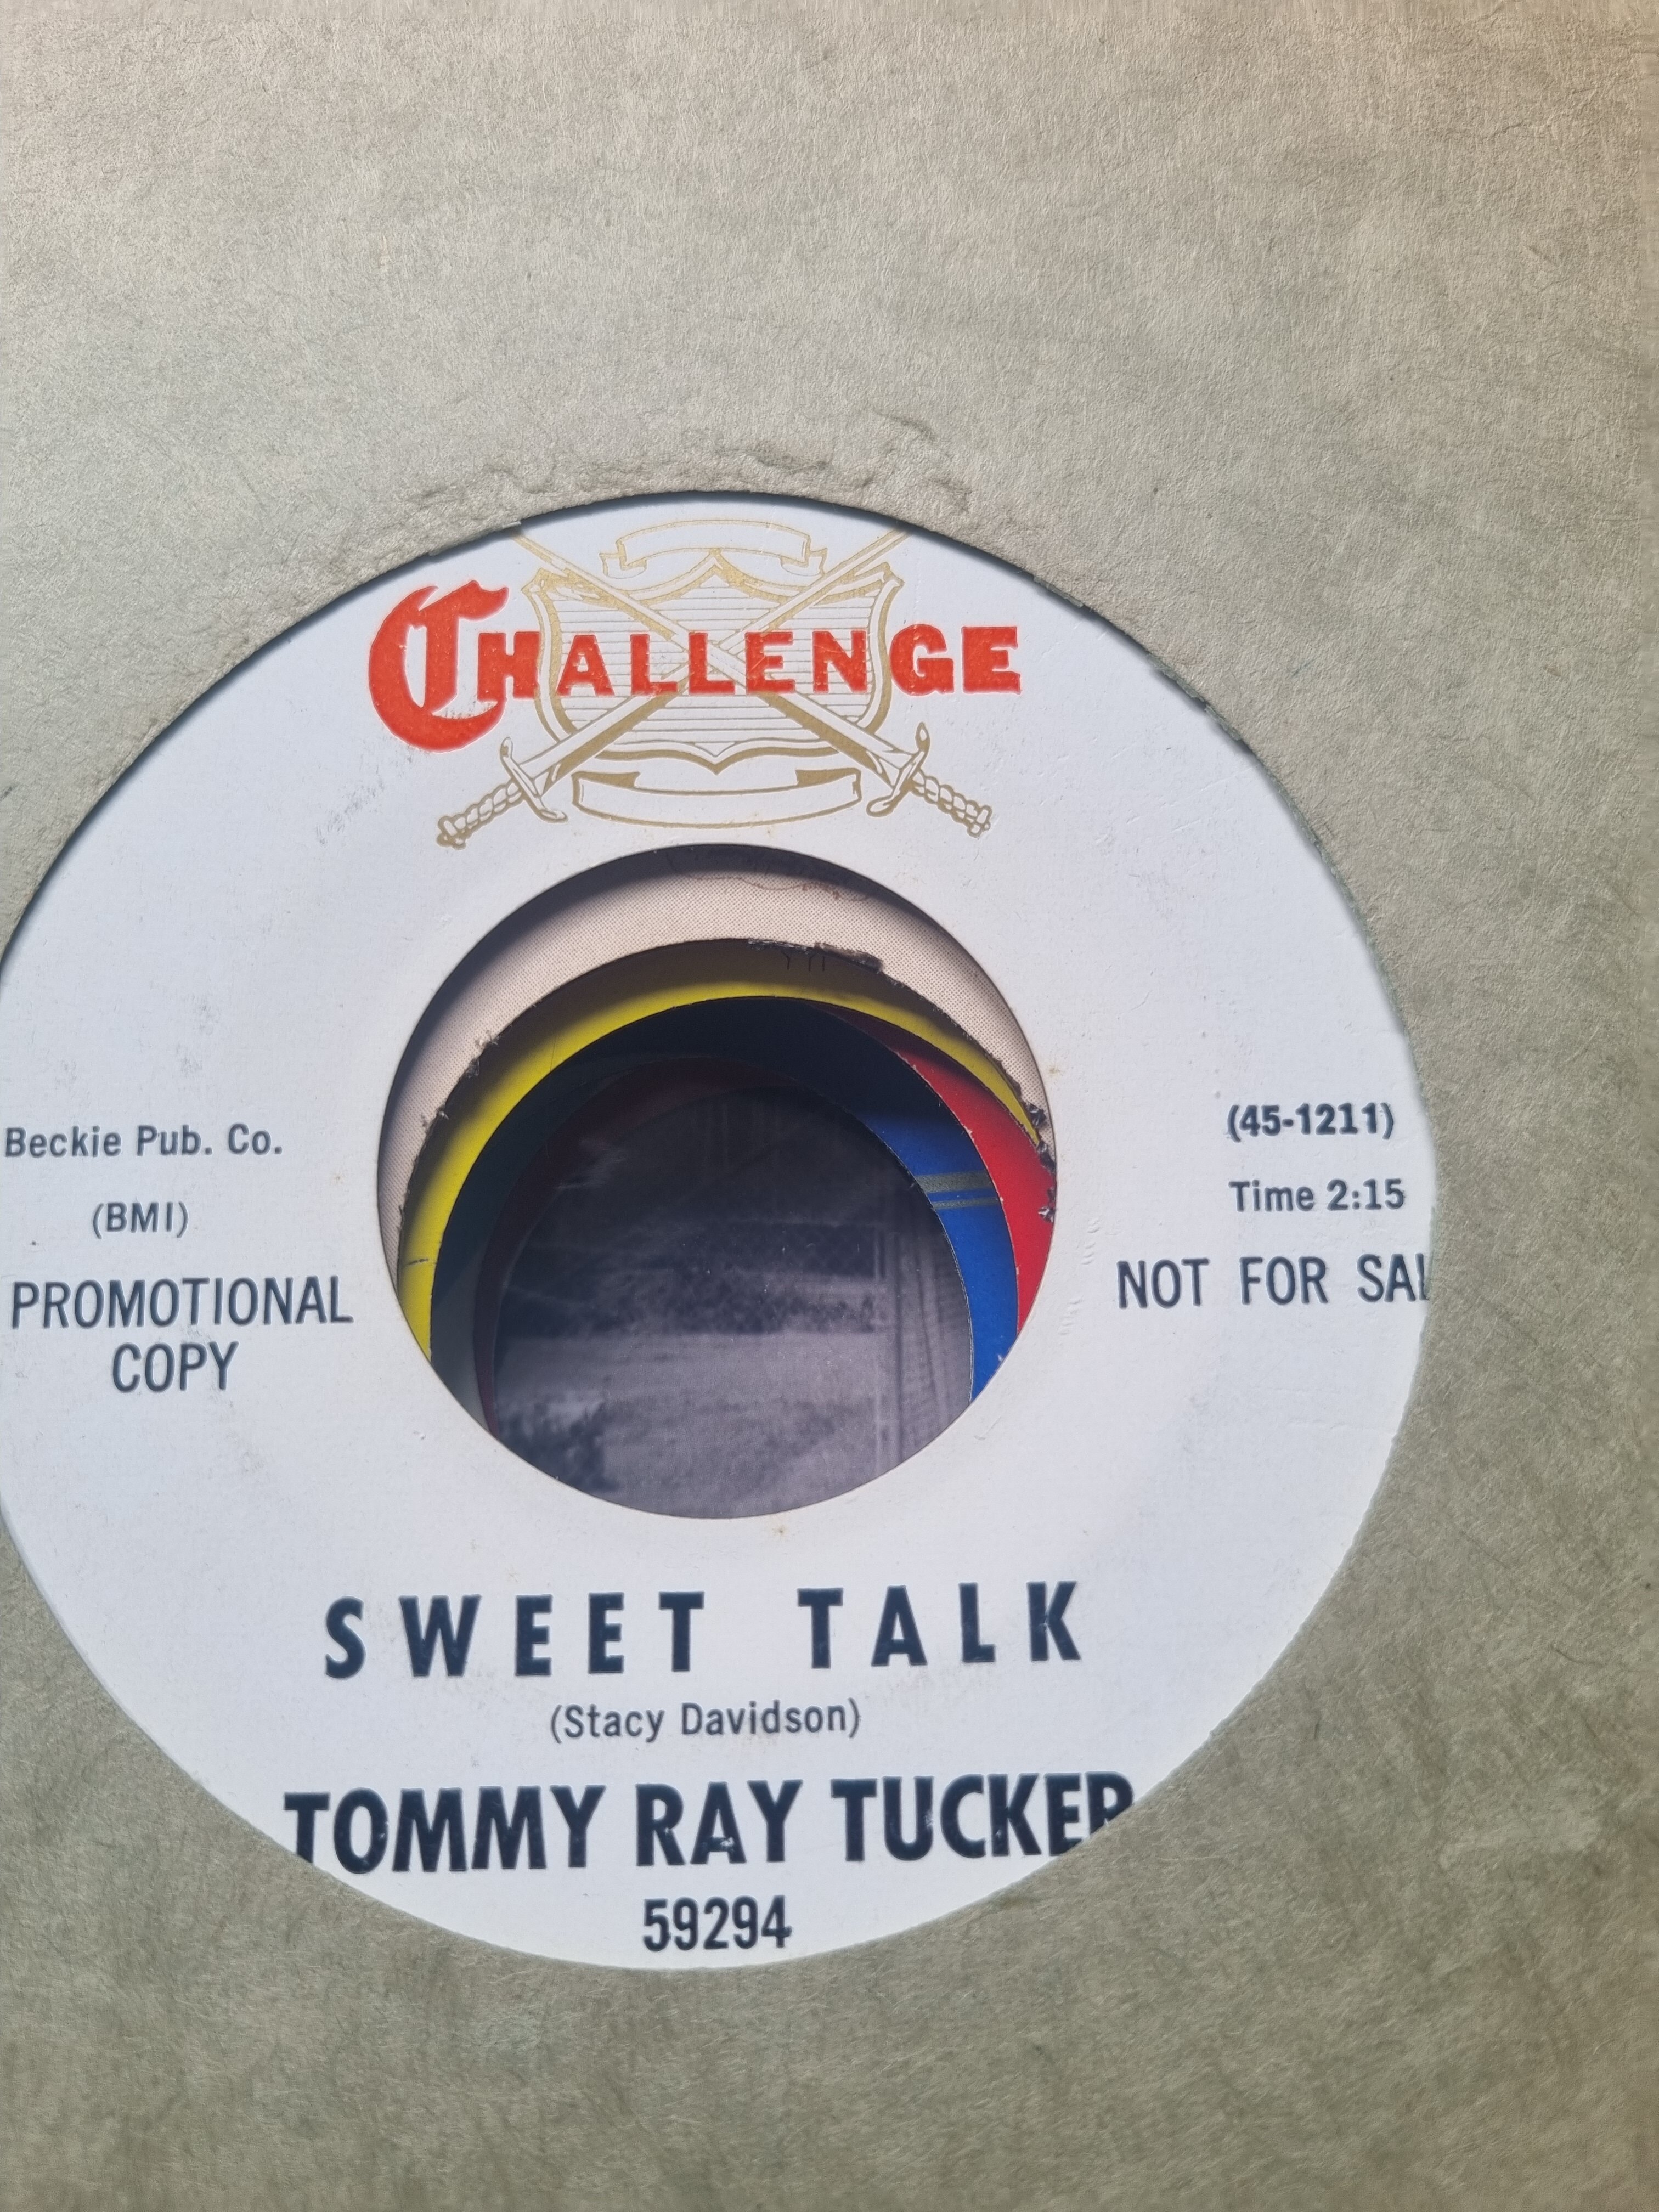 CHALLENGE
Beckie Pub. Co.
(BMI)
PROMOTIONAL
COPY
(45-1211)
Time 2:15
NOT FOR SAL
SWEET TALK
(Stacy Davidson)
TOMMY RAY TUCKER
59294